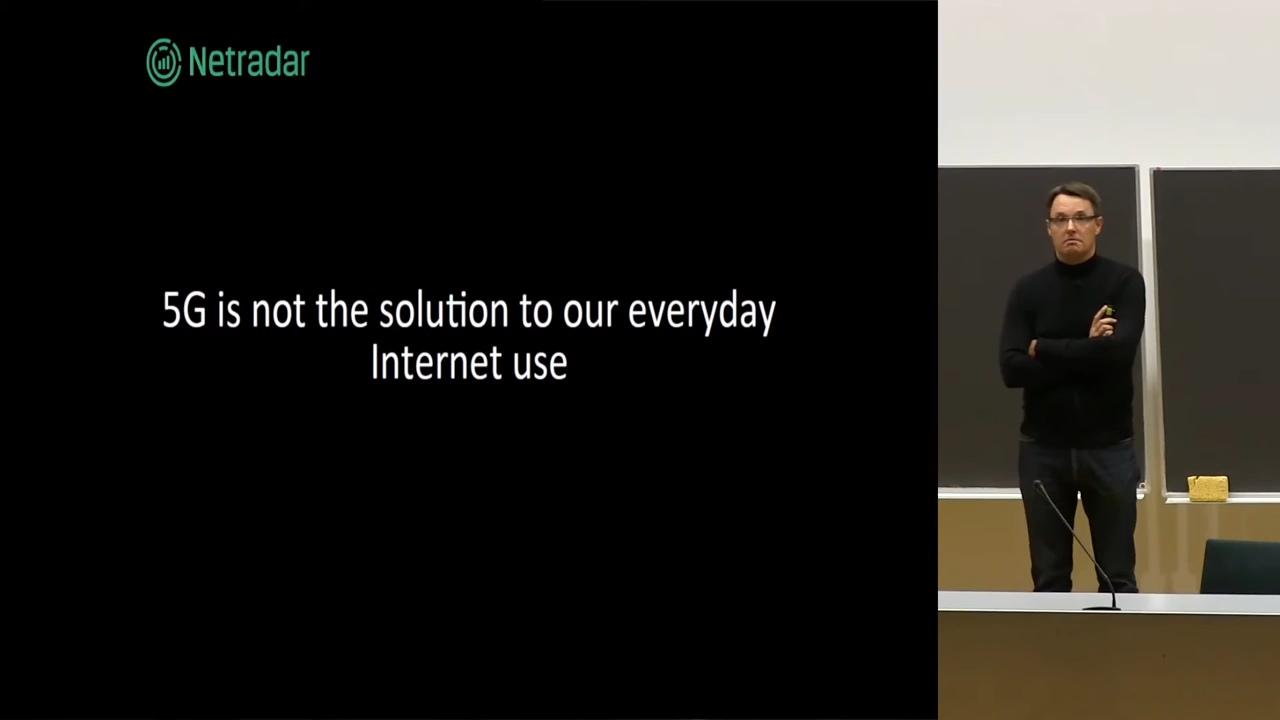 Netradar
5G is not the solution to our everyday
Internet use